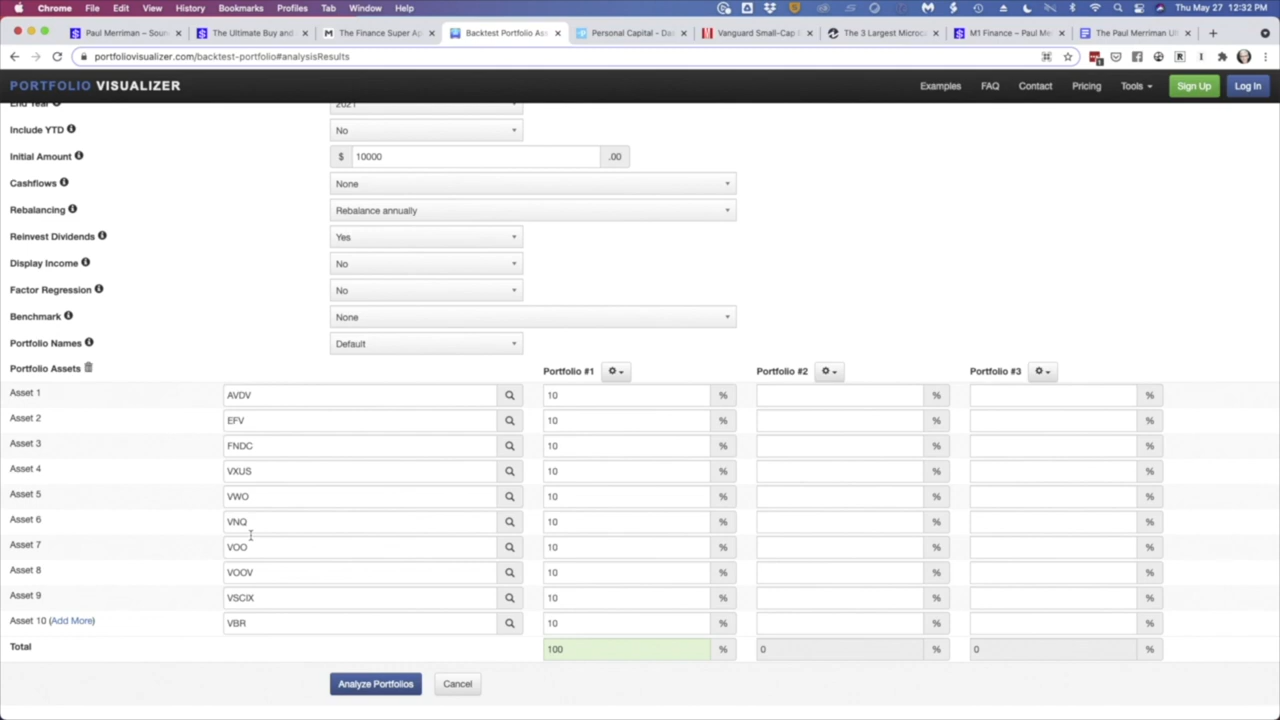 Chrome File Edit View History Bookmarks Profiles Tab Window Help Thu May 27 12:32 PM
Paul Merriman – Soun The Ultimate Buy and The Finance Super Ap Backtest Portfolio Ass Personal Capital - Das Vanguard Small-Cap The 3 Largest Microc M1 Finance – Paul Me The Paul Merriman Ul
portfoliovisualizer.com/backtest-portfolio#analysisResults
PORTFOLIO VISUALIZER Examples FAQ Contact Pricing Tools Sign Up Log In
End Year 2021
Include YTD No
Initial Amount $ 10000 .00
Cashflows None
Rebalancing Rebalance annually
Reinvest Dividends Yes
Display Income No
Factor Regression No
Benchmark None
Portfolio Names Default
Portfolio Assets Portfolio #1 Portfolio #2 Portfolio #3
Asset 1 AVDV 10 % % %
Asset 2 EFV 10 % % %
Asset 3 FNDC 10 % % %
Asset 4 VXUS 10 % % %
Asset 5 VWO 10 % % %
Asset 6 VNQ 10 % % %
Asset 7 VOO 10 % % %
Asset 8 VOOV 10 % % %
Asset 9 VSCIX 10 % % %
Asset 10 (Add More) VBR 10 % % %
Total 100 % 0 % 0 %
Analyze Portfolios Cancel